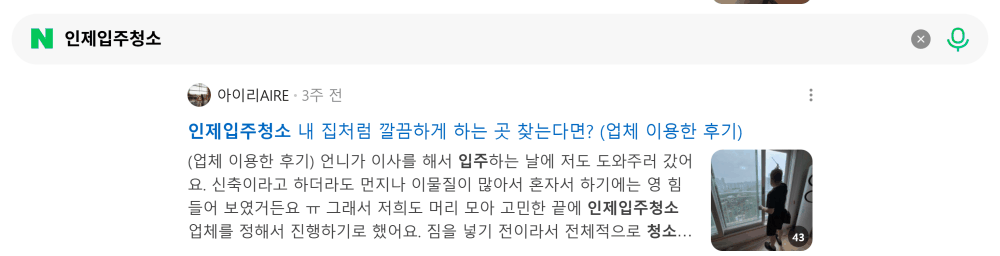 N 인제입주청소
아이리AIRE · 3주 전
인제입주청소 내 집처럼 깔끔하게 하는 곳 찾는다면? (업체 이용한 후기)
(업체 이용한 후기) 언니가 이사를 해서 입주하는 날에 저도 도와주러 갔어
요. 신축이라고 하더라도 먼지나 이물질이 많아서 혼자서 하기에는 영 힘
들어 보였거든요 ㅠ 그래서 저희도 머리 모아 고민한 끝에 인제입주청소
업체를 정해서 진행하기로 했어요. 짐을 넣기 전이라서 전체적으로 청소...
43